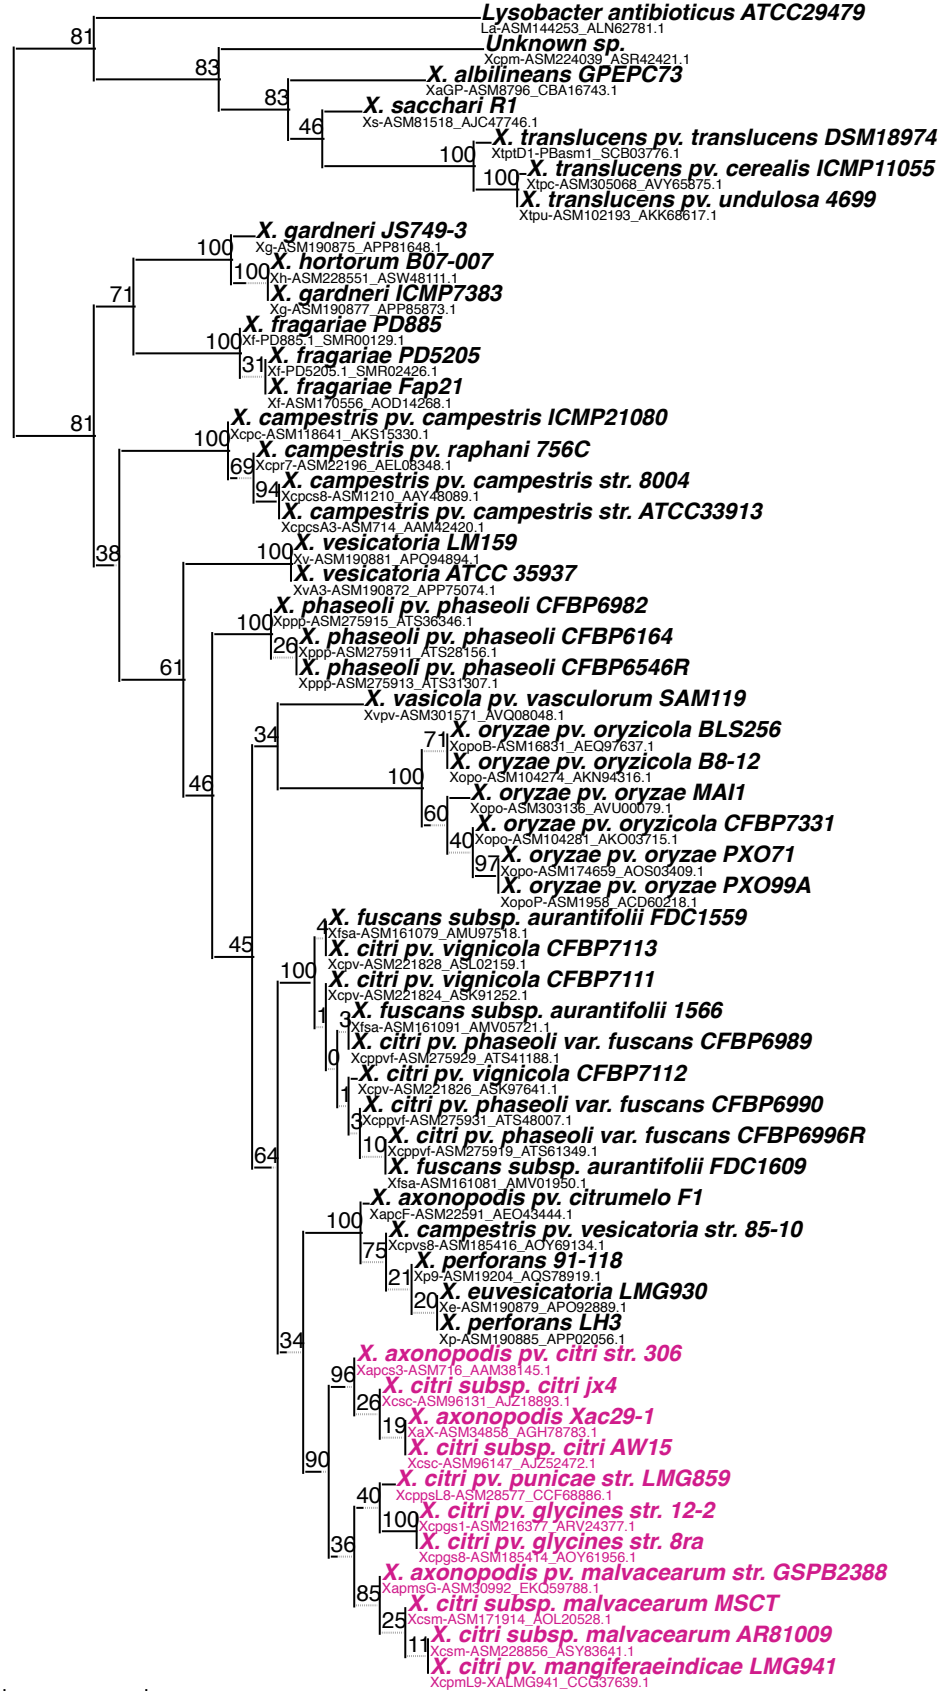 Lysobacter antibioticus ATCC29479
81
La-ASM144253_ALN62781.1
Unknown sp.
Xcpm-ASM224039_ASR42421.1
83
X. albilineans GPEPC73
XaGP-ASM8796_CBA16743.1
83
X. sacchari R1
Xs-ASM81518_AJC47746.1
46
X. translucens pv. translucens DSM18974
XtptD1-PBasm1_SCB03776.1
100
X. translucens pv. cerealis ICMP11055
Xtpc-ASM305068_AVY65875.1
100
X. translucens pv. undulosa 4699
Xtpu-ASM102193_AKK68617.1
X. gardneri JS749-3
Xg-ASM190875_APP81648.1
100
X. hortorum B07-007
Xh-ASM228551_ASW48111.1
100
X. gardneri ICMP7383
Xg-ASM190877_APP85873.1
71
X. fragariae PD885
Xf-PD885.1_SMR00129.1
100
X. fragariae PD5205
Xf-PD5205.1_SMR02426.1
31
X. fragariae Fap21
Xf-ASM170556_AOD14268.1
81
X. campestris pv. campestris ICMP21080
Xcpc-ASM118641_AKS15330.1
100
X. campestris pv. raphani 756C
Xcpr7-ASM22196_AEL08348.1
69
X. campestris pv. campestris str. 8004
Xcpcs8-ASM1210_AAY48089.1
94
X. campestris pv. campestris str. ATCC33913
XcpcsA3-ASM714_AAM42420.1
38
X. vesicatoria LM159
Xv-ASM190881_APO94894.1
100
X. vesicatoria ATCC 35937
XvA3-ASM190872_APP75074.1
X. phaseoli pv. phaseoli CFBP6982
Xppp-ASM275915_ATS36346.1
100
X. phaseoli pv. phaseoli CFBP6164
Xppp-ASM275911_ATS28156.1
26
X. phaseoli pv. phaseoli CFBP6546R
Xppp-ASM275913_ATS31307.1
61
X. vasicola pv. vasculorum SAM119
Xvpv-ASM301571_AVQ08048.1
34
X. oryzae pv. oryzicola BLS256
XopoB-ASM16831_AEQ97637.1
71
X. oryzae pv. oryzicola B8-12
Xopo-ASM104274_AKN94316.1
100
46
X. oryzae pv. oryzae MAI1
Xopo-ASM303136_AVU00079.1
60
X. oryzae pv. oryzicola CFBP7331
Xopo-ASM104281_AKO03715.1
40
X. oryzae pv. oryzae PXO71
Xopo-ASM174659_AOS03409.1
97
X. oryzae pv. oryzae PXO99A
XopoP-ASM1958_ACD60218.1
X. fuscans subsp. aurantifolii FDC1559
Xfsa-ASM161079_AMU97518.1
4
X. citri pv. vignicola CFBP7113
Xcpv-ASM221828_ASL02159.1
45
100
X. citri pv. vignicola CFBP7111
Xcpv-ASM221824_ASK91252.1
1
X. fuscans subsp. aurantifolii 1566
Xfsa-ASM161091_AMV05721.1
3
X. citri pv. phaseoli var. fuscans CFBP6989
Xcppvf-ASM275929_ATS41188.1
0
X. citri pv. vignicola CFBP7112
Xcpv-ASM221826_ASK97641.1
1
X. citri pv. phaseoli var. fuscans CFBP6990
Xcppvf-ASM275931_ATS48007.1
3
X. citri pv. phaseoli var. fuscans CFBP6996R
Xcppvf-ASM275919_ATS61349.1
10
X. fuscans subsp. aurantifolii FDC1609
Xfsa-ASM161081_AMV01950.1
64
X. axonopodis pv. citrumelo F1
XapcF-ASM22591_AEO43444.1
100
X. campestris pv. vesicatoria str. 85-10
Xcpvs8-ASM185416_AOY69134.1
75
X. perforans 91-118
Xp9-ASM19204_AQS78919.1
21
X. euvesicatoria LMG930
Xe-ASM190879_APO92889.1
20
X. perforans LH3
Xp-ASM190885_APP02056.1
34
X. axonopodis pv. citri str. 306
Xapcs3-ASM716_AAM38145.1
96
X. citri subsp. citri jx4
Xcsc-ASM96131_AJZ18893.1
26
X. axonopodis Xac29-1
XaX-ASM34858_AGH78783.1
19
X. citri subsp. citri AW15
Xcsc-ASM96147_AJZ52472.1
90
X. citri pv. punicae str. LMG859
XcppsL8-ASM28577_CCF68886.1
40
X. citri pv. glycines str. 12-2
Xcpgs1-ASM216377_ARV24377.1
100
X. citri pv. glycines str. 8ra
Xcpgs8-ASM185414_AOY61956.1
36
X. axonopodis pv. malvacearum str. GSPB2388
XapmsG-ASM30992_EKQ59788.1
85
X. citri subsp. malvacearum MSCT
Xcsm-ASM171914_AOL20528.1
25
X. citri subsp. malvacearum AR81009
Xcsm-ASM228856_ASY83641.1
11
X. citri pv. mangiferaeindicae LMG941
XcpmL9-XALMG941_CCG37639.1